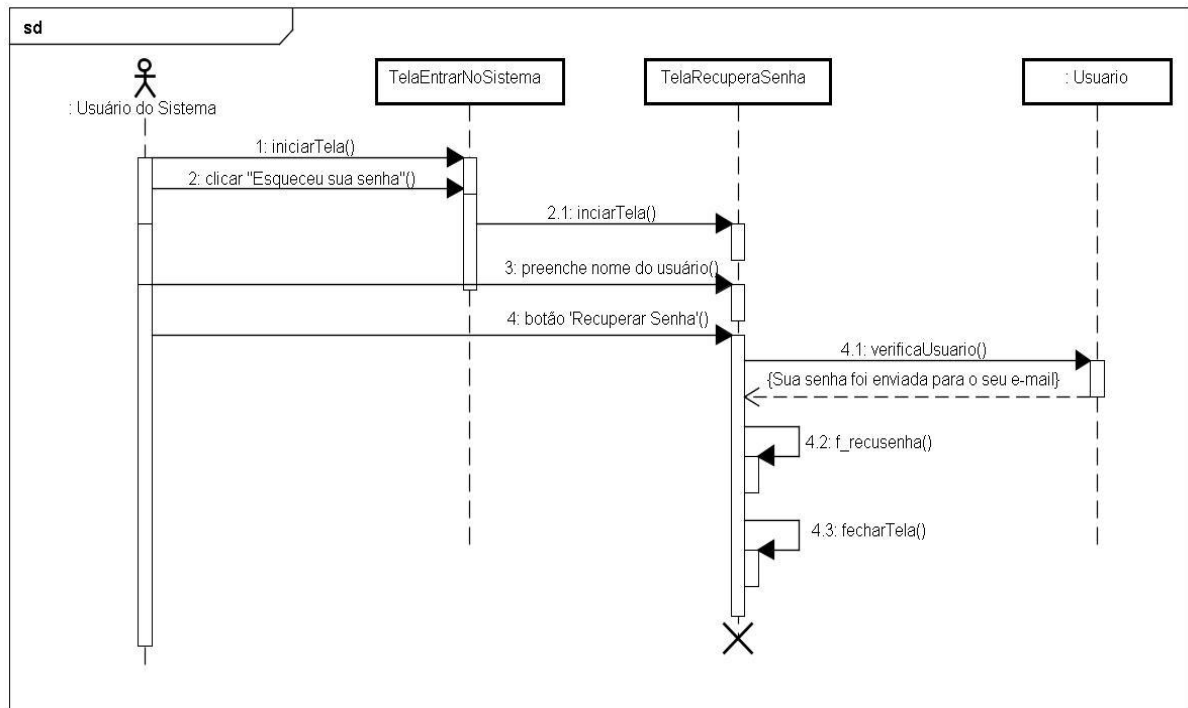 sd
TelaEntrarNoSistema
TelaRecuperaSenha
: Usuario
: Usuário do Sistema
1: iniciarTela()
2: clicar "Esqueceu sua senha"()
2.1: inciarTela()
3: preenche nome do usuário()
4: botão 'Recuperar Senha'()
4.1: verificaUsuario()
{Sua senha foi enviada para o seu e-mail}
4.2: f_recusenha()
4.3: fecharTela()